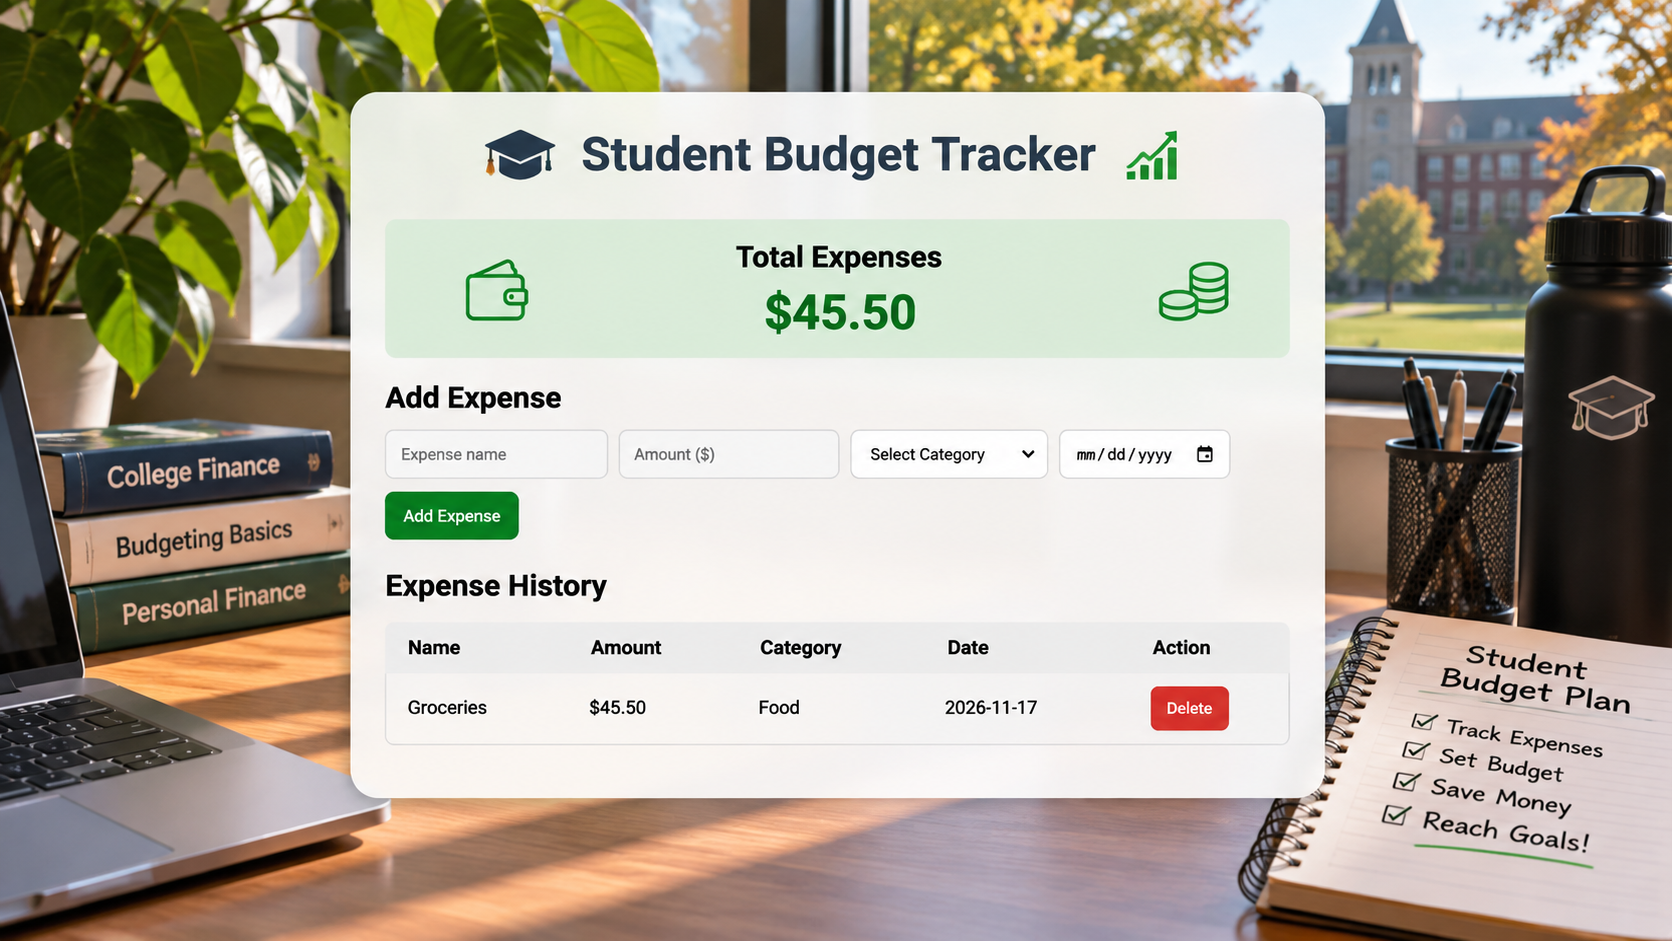 Student Budget Tracker
Total Expenses
$45.50
Add Expense
Expense name
Amount ($)
Select Category
mm/dd/yyyy
Add Expense
Expense History
Name Amount Category Date Action
Groceries $45.50 Food 2026-11-17 Delete
College Finance
Budgeting Basics
Personal Finance
Student
Budget Plan
Track Expenses
Set Budget
Save Money
Reach Goals!